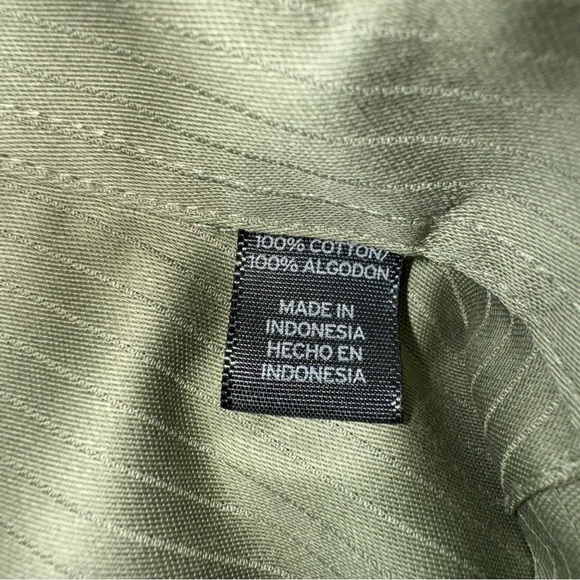 100% COTTON/
100% ALGODON
MADE IN
INDONESIA
HECHO EN
INDONESIA